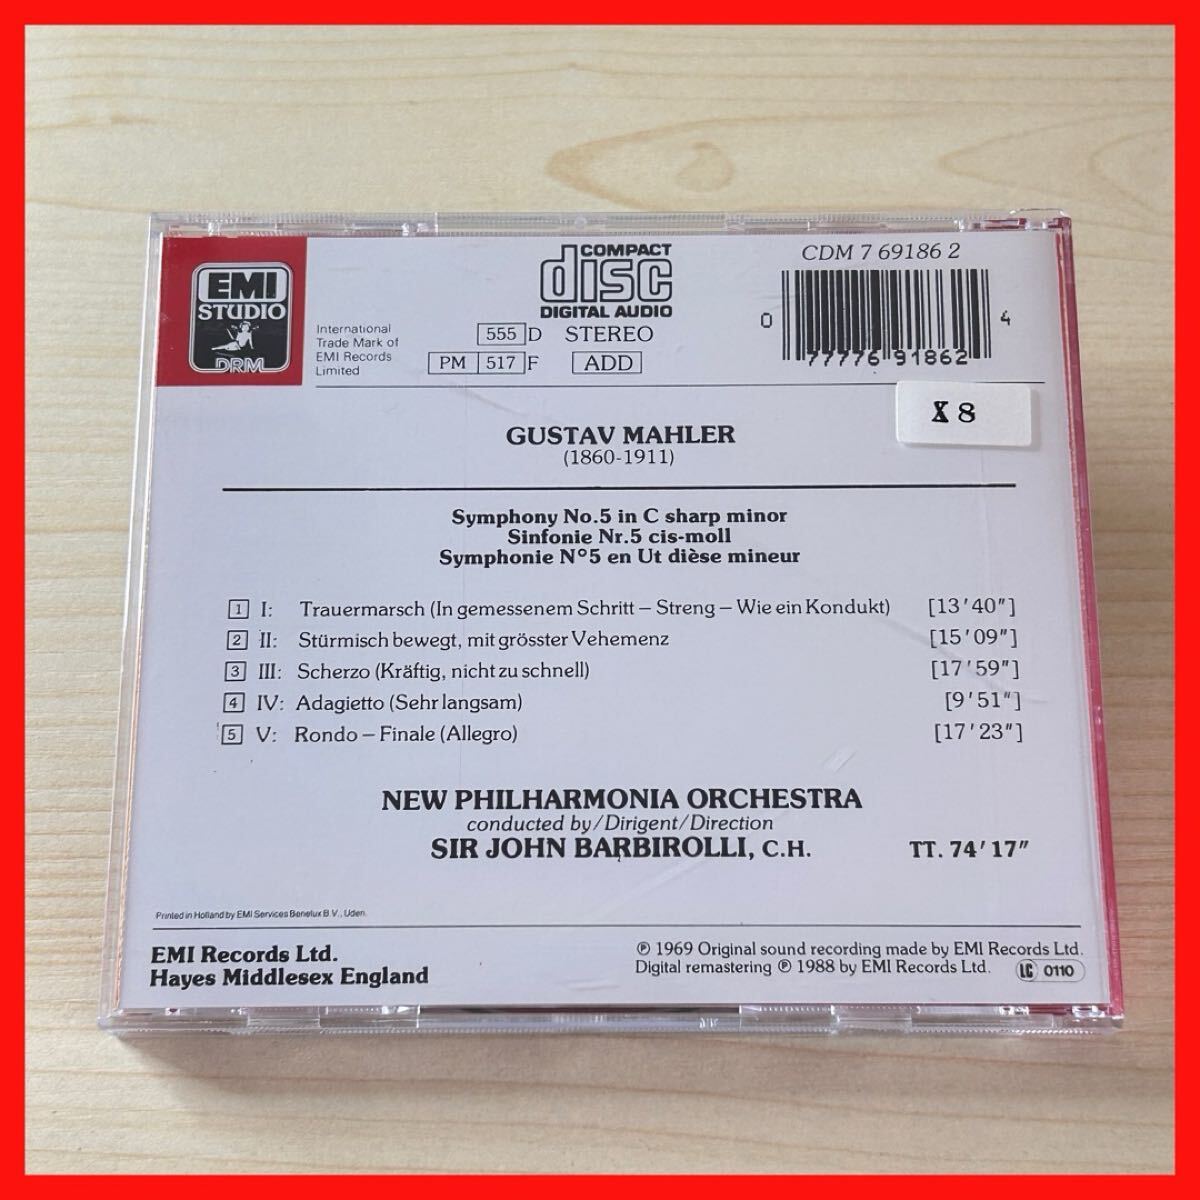 EMI
STUDIO
DRM
International
Trade Mark of
EMI Records
Limited
COMPACT
disc
DIGITAL AUDIO
555 D STEREO
PM 517 F ADD
CDM 7 69186 2
0 77776 91862 4
X 8
GUSTAV MAHLER
(1860-1911)
Symphony No.5 in C sharp minor
Sinfonie Nr.5 cis-moll
Symphonie N°5 en Ut dièse mineur
1 I: Trauermarsch (In gemessenem Schritt – Streng – Wie ein Kondukt) [13'40"]
2 II: Stürmisch bewegt, mit grösster Vehemenz [15'09"]
3 III: Scherzo (Kräftig, nicht zu schnell) [17'59"]
4 IV: Adagietto (Sehr langsam) [9'51"]
5 V: Rondo – Finale (Allegro) [17'23"]
NEW PHILHARMONIA ORCHESTRA
conducted by/Dirigent/Direction
SIR JOHN BARBIROLLI, C.H. TT. 74'17"
Printed in Holland by EMI Services Benelux B.V., Uden.
EMI Records Ltd.
Hayes Middlesex England
℗ 1969 Original sound recording made by EMI Records Ltd.
Digital remastering ℗ 1988 by EMI Records Ltd. LC 0110